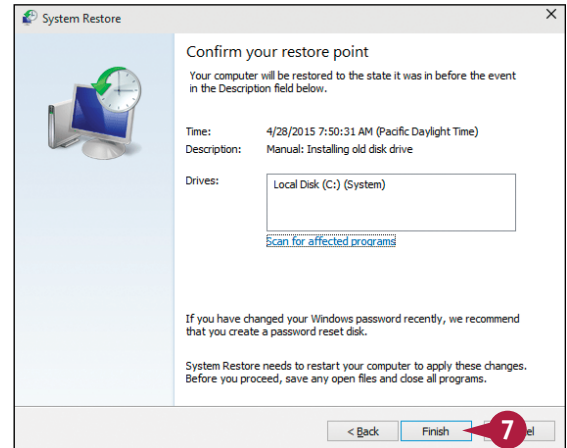 System Restore
Confirm your restore point
Your computer will be restored to the state it was in before the event
in the Description field below.
Time: 4/28/2015 7:50:31 AM (Pacific Daylight Time)
Description: Manual: Installing old disk drive
Drives: Local Disk (C:) (System)
Scan for affected programs
If you have changed your Windows password recently, we recommend
that you create a password reset disk.
System Restore needs to restart your computer to apply these changes.
Before you proceed, save any open files and close all programs.
< Back Finish 7